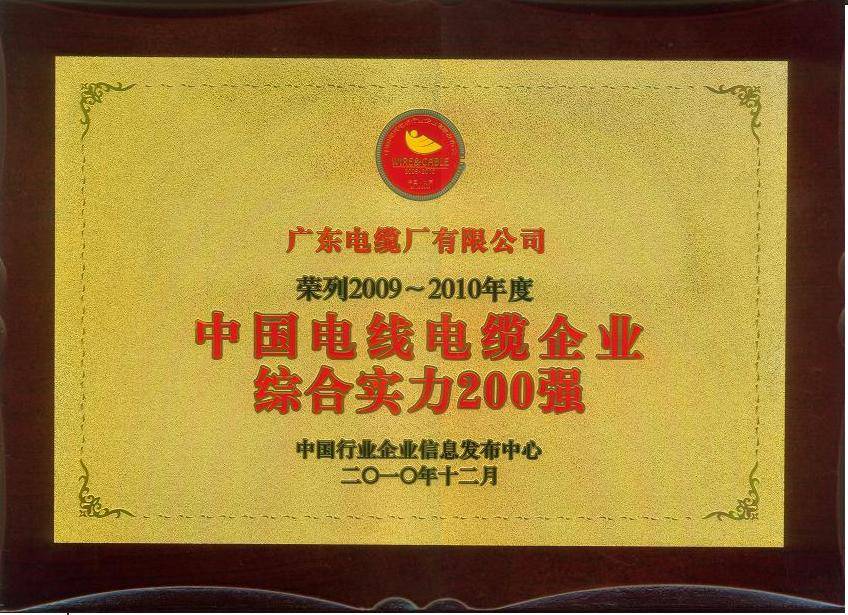 WIRE&CABLE
2009-2010
广东电缆厂有限公司
荣列2009～2010年度
中国电线电缆企业
综合实力200强
中国行业企业信息发布中心
二〇一〇年十二月